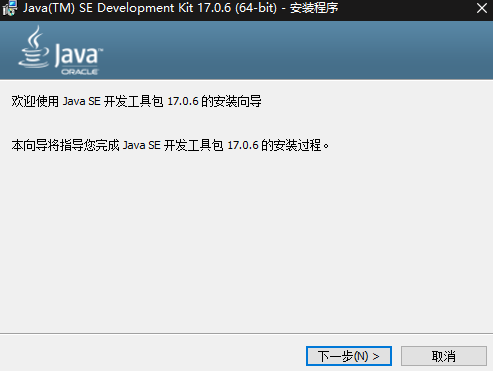 Java(TM) SE Development Kit 17.0.6 (64-bit) - 安装程序
Java™
ORACLE
欢迎使用 Java SE 开发工具包 17.0.6 的安装向导
本向导将指导您完成 Java SE 开发工具包 17.0.6 的安装过程。
下一步(N) >
取消